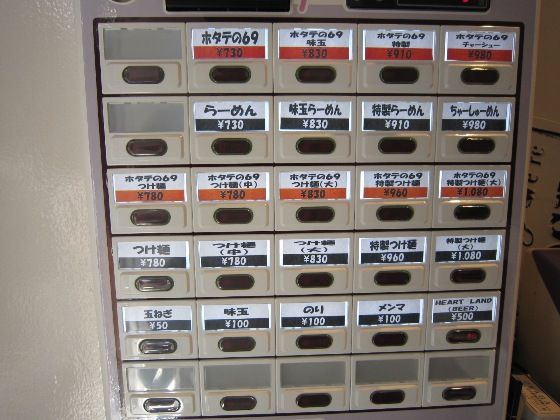 ホタテの69
¥730
ホタテの69
味玉
¥830
ホタテの69
特製
¥910
ホタテの69
チャーシュー
¥980
らーめん
¥730
味玉らーめん
¥830
特製らーめん
¥910
ちゃーしゅーめん
¥980
ホタテの69
つけ麺
¥780
ホタテの69
つけ麺(中)
¥780
ホタテの69
つけ麺(大)
¥830
ホタテの69
特製つけ麺
¥960
ホタテの69
特製つけ麺(大)
¥1,080
つけ麺
¥780
つけ麺
(中)
¥780
つけ麺
(大)
¥830
特製つけ麺
¥960
特製つけ麺
(大)
¥1,080
玉ねぎ
¥50
味玉
¥100
のり
¥100
メンマ
¥100
HEART LAND
(BEER)
¥500